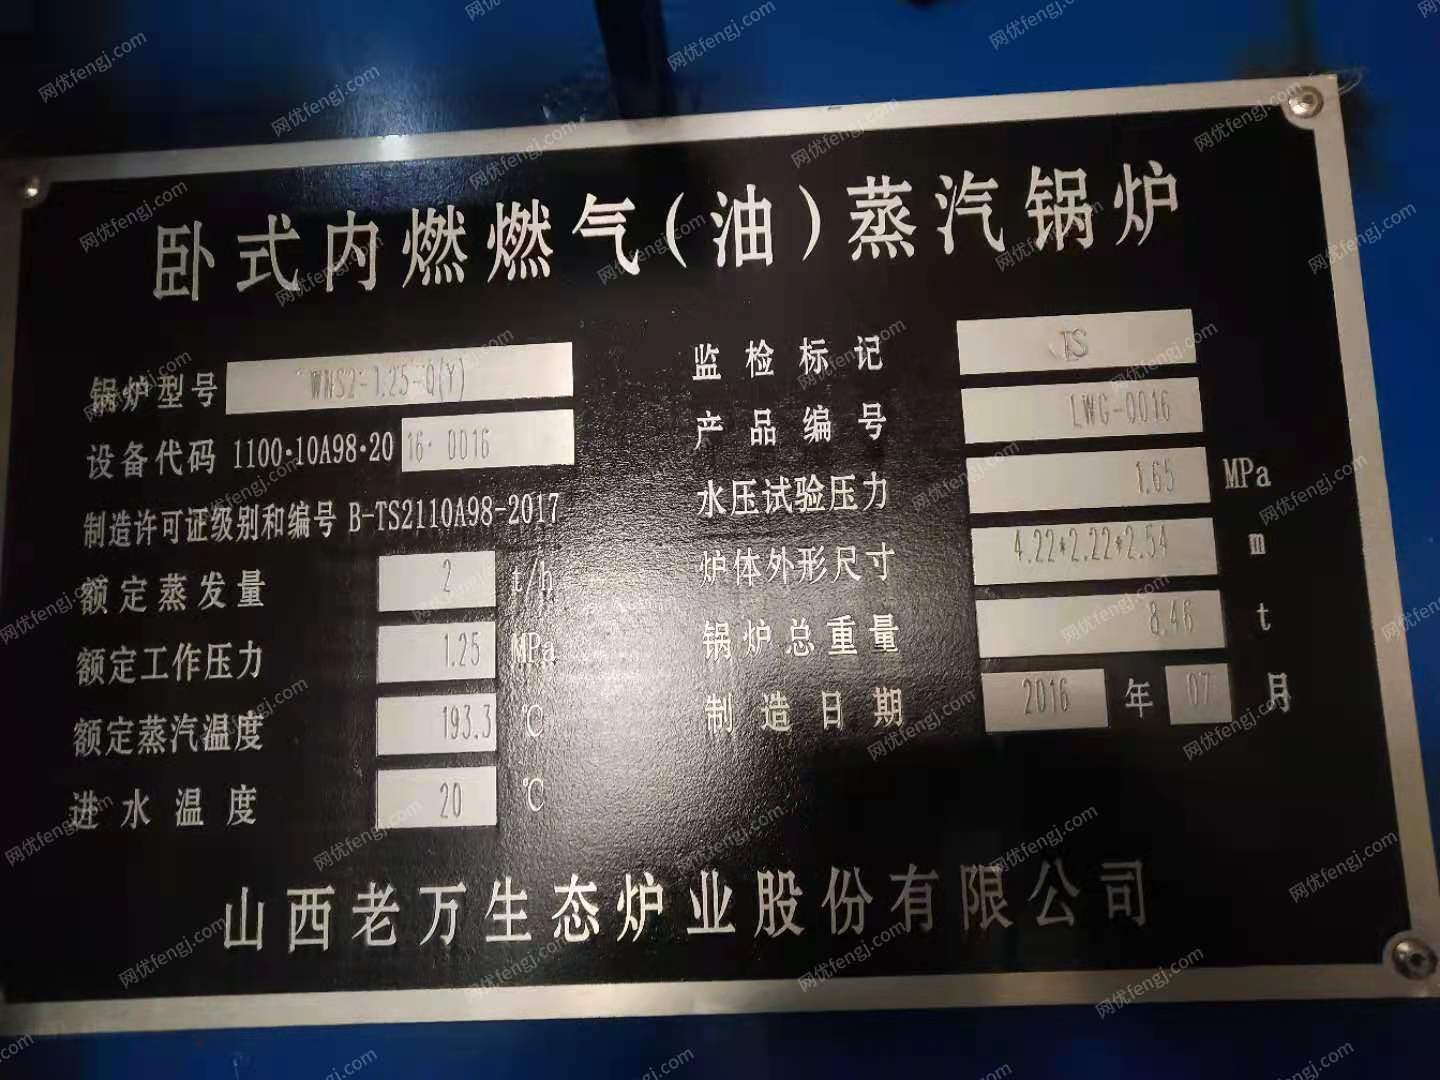 卧式内燃燃气(油)蒸汽锅炉
锅炉型号 WNS2-1.25-Q(Y)
设备代码 1100·10A98·20 16· 0016
制造许可证级别和编号 B-TS2110A98-2017
额定蒸发量 2 t/h
额定工作压力 1.25 MPa
额定蒸汽温度 193.3 ℃
进水温度 20 ℃
监检标记 TS
产品编号 LWG-0016
水压试验压力 1.65 MPa
炉体外形尺寸 4.22*2.22*2.54 m
锅炉总重量 8.46 t
制造日期 2016 年 07 月
山西老万生态炉业股份有限公司
网优fengj.com